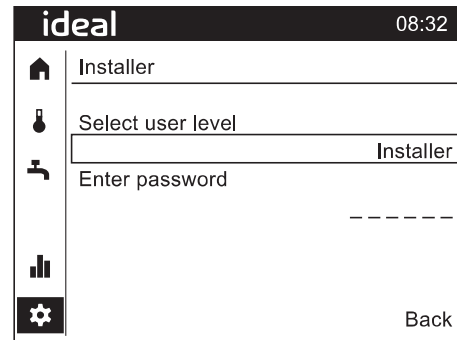 ideal 08:32
Installer
Select user level
Installer
Enter password
_ _ _ _ _ _
Back